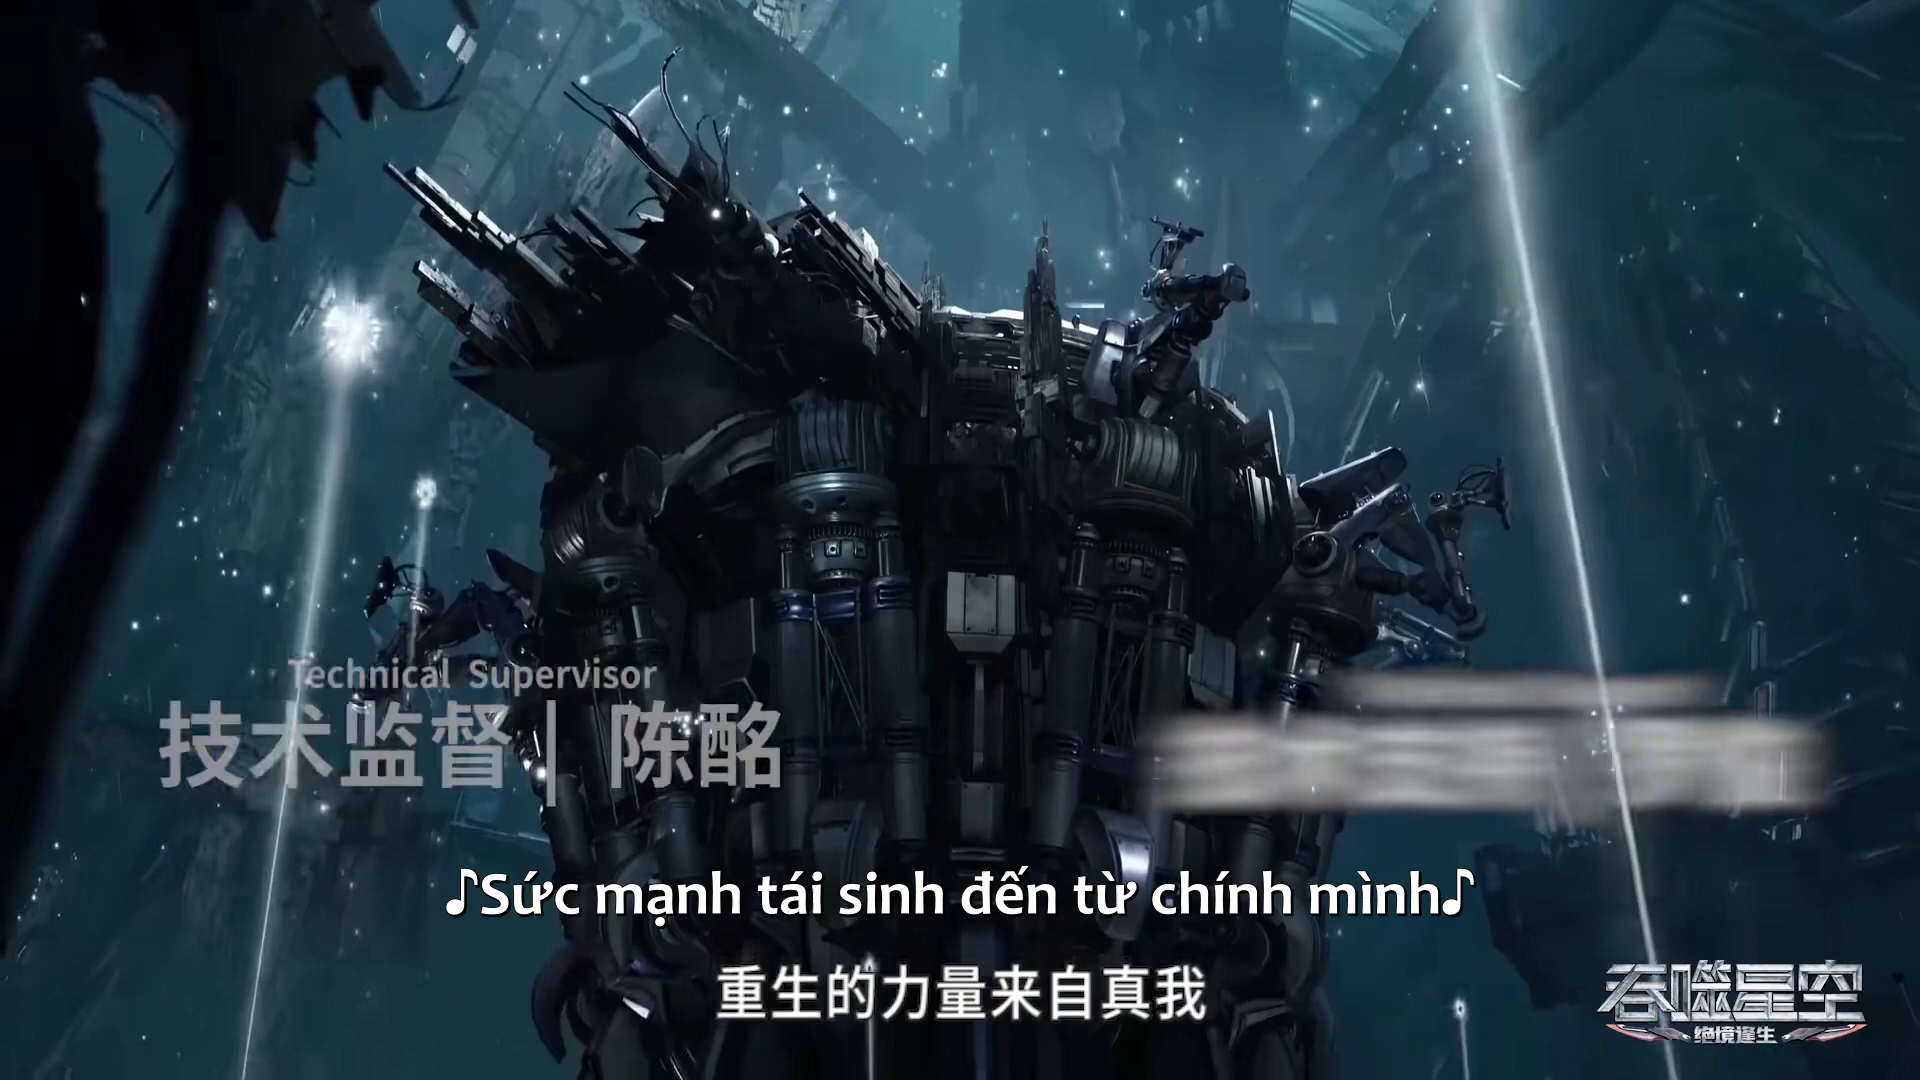 Technical Supervisor
技术监督| 陈酩
♪Sức mạnh tái sinh đến từ chính mình♪
重生的力量来自真我
吞噬星空
绝境逢生